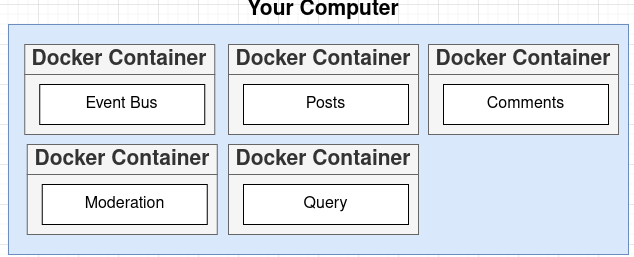 Your Computer
Docker Container
Docker Container
Docker Container
Event Bus
Posts
Comments
Docker Container
Docker Container
Moderation
Query